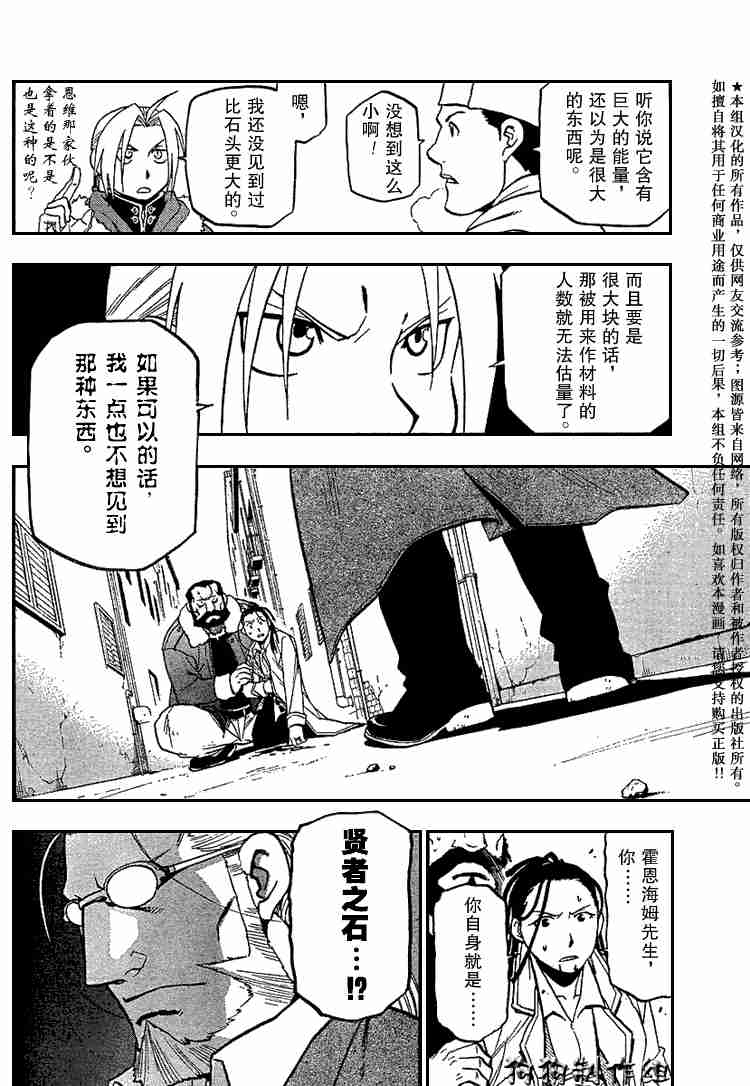 听你说它含有
巨大的能量，
还以为是很大
的东西呢。
没想到这么
小啊！
嗯，
我还没见到过
比石头更大的。
恩维那家伙
拿着的是不是
也是这种的呢？
而且要是
很大块的话，
那被用来作材料的
人数就无法估量了。
如果可以的话，
我一点也不想见到
那种东西。
霍恩海姆先生，
你……
你自身就是…
贤者之石…!?
★本组汉化的所有作品，仅供网友交流参考；图源皆来自网络，所有版权归作者和被作者授权的出版社所有。
如擅自将其用于任何商业用途而产生的一切后果，本组不负任何责任。如喜欢本漫画－请您支持购买正版!!
狗狗制作组